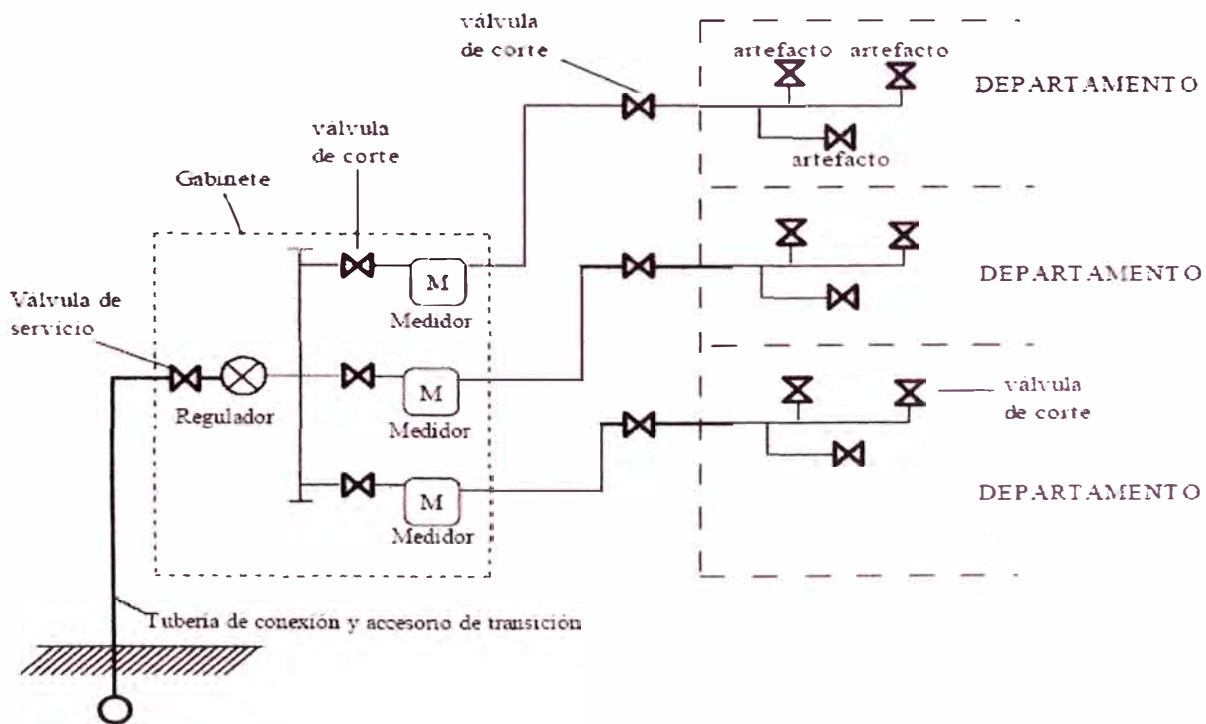 válvula
de corte
artefacto
artefacto
DEPARTAMENTO
artefacto
válvula
de corte
Gabinete
M
Medidor
DEPARTAMENTO
Válvula de
servicio
Regulador
M
Medidor
válvula
de corte
M
Medidor
DEPARTAMENTO
Tubería de conexión y accesorio de transición